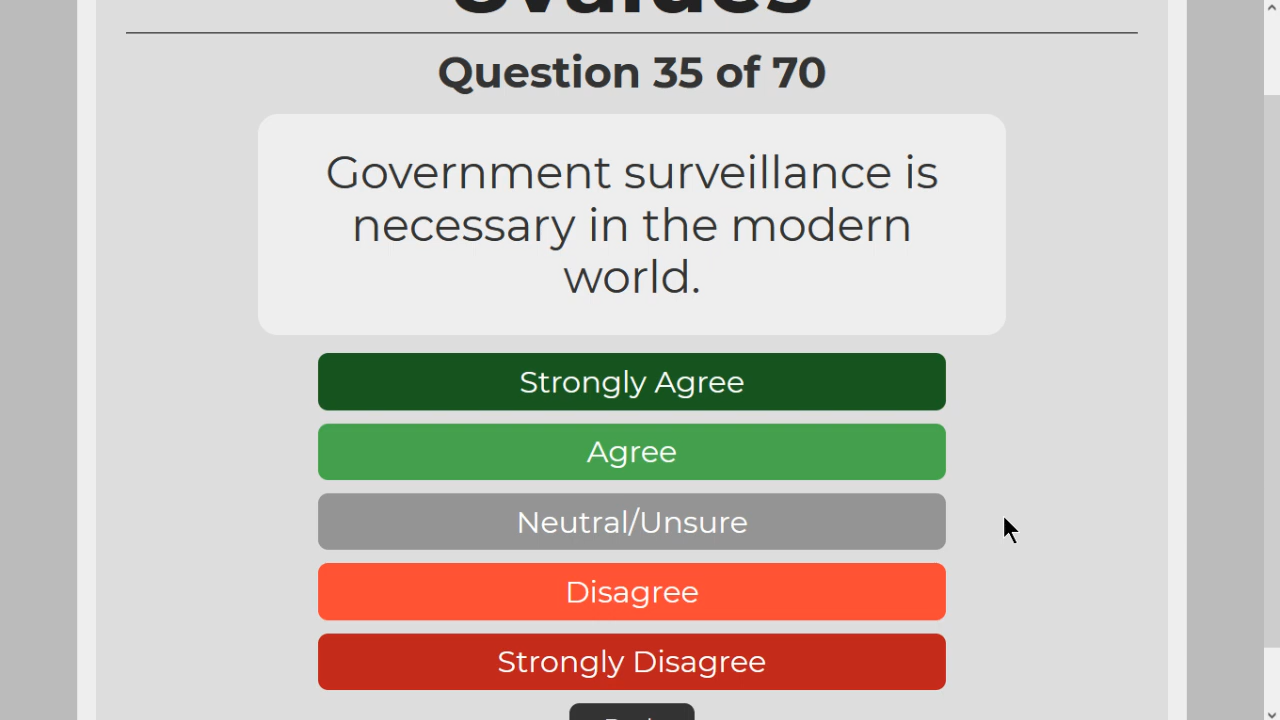 Question 35 of 70
Government surveillance is
necessary in the modern
world.
Strongly Agree
Agree
Neutral/Unsure
Disagree
Strongly Disagree